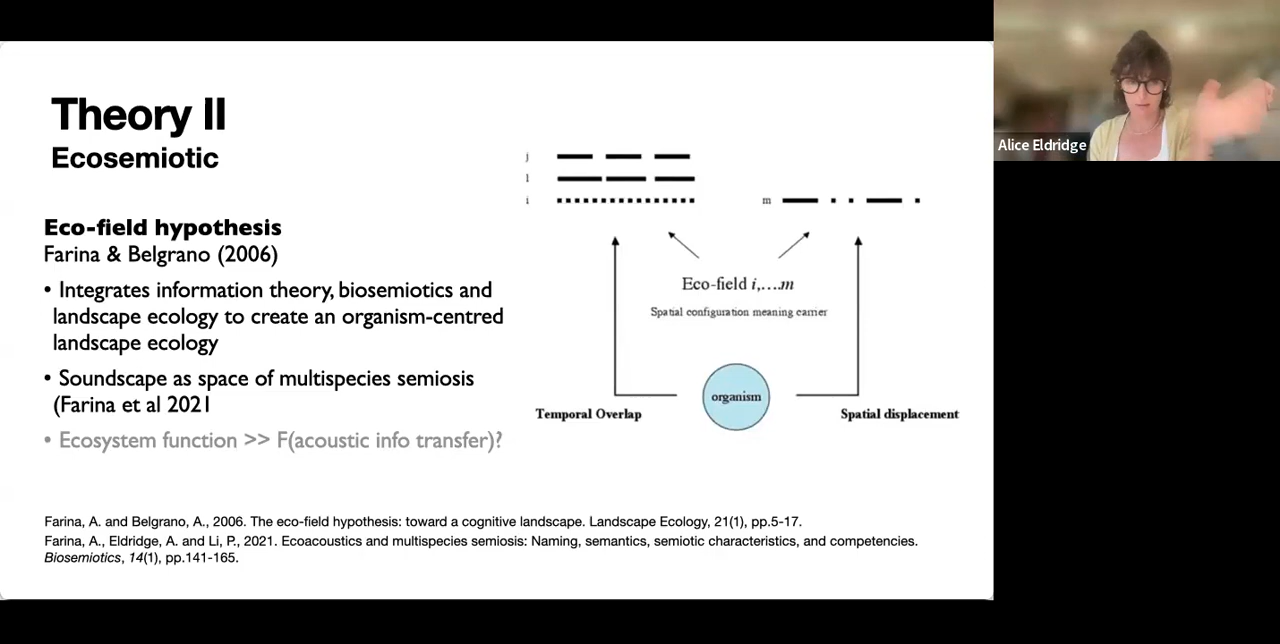 Theory II
Ecosemiotic
Eco-field hypothesis
Farina & Belgrano (2006)
• Integrates information theory, biosemiotics and
landscape ecology to create an organism-centred
landscape ecology
• Soundscape as space of multispecies semiosis
(Farina et al 2021
• Ecosystem function >> F(acoustic info transfer)?
j
l
i
m
Eco-field i,....m
Spatial configuration meaning carrier
organism
Temporal Overlap
Spatial displacement
Farina, A. and Belgrano, A., 2006. The eco-field hypothesis: toward a cognitive landscape. Landscape Ecology, 21(1), pp.5-17.
Farina, A., Eldridge, A. and Li, P., 2021. Ecoacoustics and multispecies semiosis: Naming, semantics, semiotic characteristics, and competencies.
Biosemiotics, 14(1), pp.141-165.
Alice Eldridge